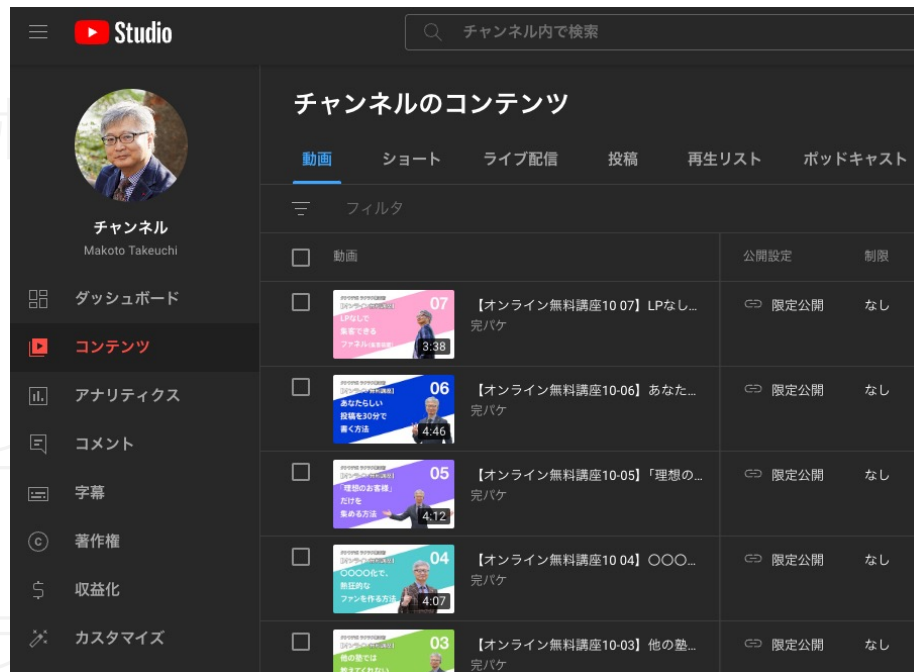 Studio
チャンネル内で検索
チャンネル
Makoto Takeuchi
ダッシュボード
コンテンツ
アナリティクス
コメント
字幕
著作権
収益化
カスタマイズ
チャンネルのコンテンツ
動画
ショート
ライブ配信
投稿
再生リスト
ポッドキャスト
フィルタ
動画
公開設定
制限
07
LPなしで
集客できる
3:38
【オンライン無料講座10 07】LPなし...
完パケ
限定公開
なし
06
あなたらしい
投稿を30分で
書く方法
4:46
【オンライン無料講座10-06】あなた...
完パケ
限定公開
なし
05
「理想のお客様」
だけを
集める方法
4:12
【オンライン無料講座10-05】「理想の...
完パケ
限定公開
なし
04
〇〇〇〇化で、
熱狂的な
ファンを作る方法
4:07
【オンライン無料講座10 04】〇〇〇...
完パケ
限定公開
なし
03
他の塾では
【オンライン無料講座10-03】他の塾...
完パケ
限定公開
なし